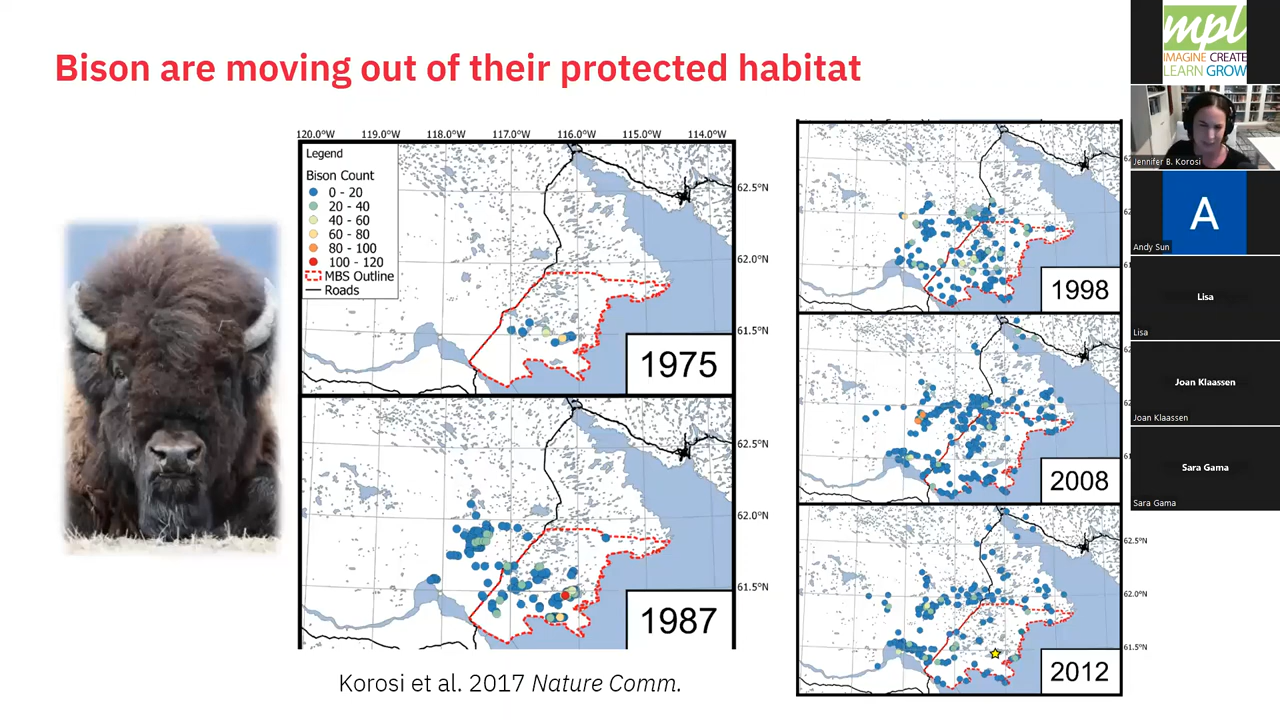 Bison are moving out of their protected habitat
120.0°W 119.0°W 118.0°W 117.0°W 116.0°W 115.0°W 114.0°W
Legend
Bison Count
0 - 20
20 - 40
40 - 60
60 - 80
80 - 100
100 - 120
MBS Outline
Roads
62.5°N
62.0°N
61.5°N
1975
62.5°N
62.0°N
61.5°N
1987
1998
2008
62.5°N
62.0°N
61.5°N
2012
Korosi et al. 2017 Nature Comm.
mpl
IMAGINE CREATE
LEARN GROW
Jennifer B. Korosi
A
Andy Sun
Lisa
Lisa
Joan Klaassen
Joan Klaassen
Sara Gama
Sara Gama